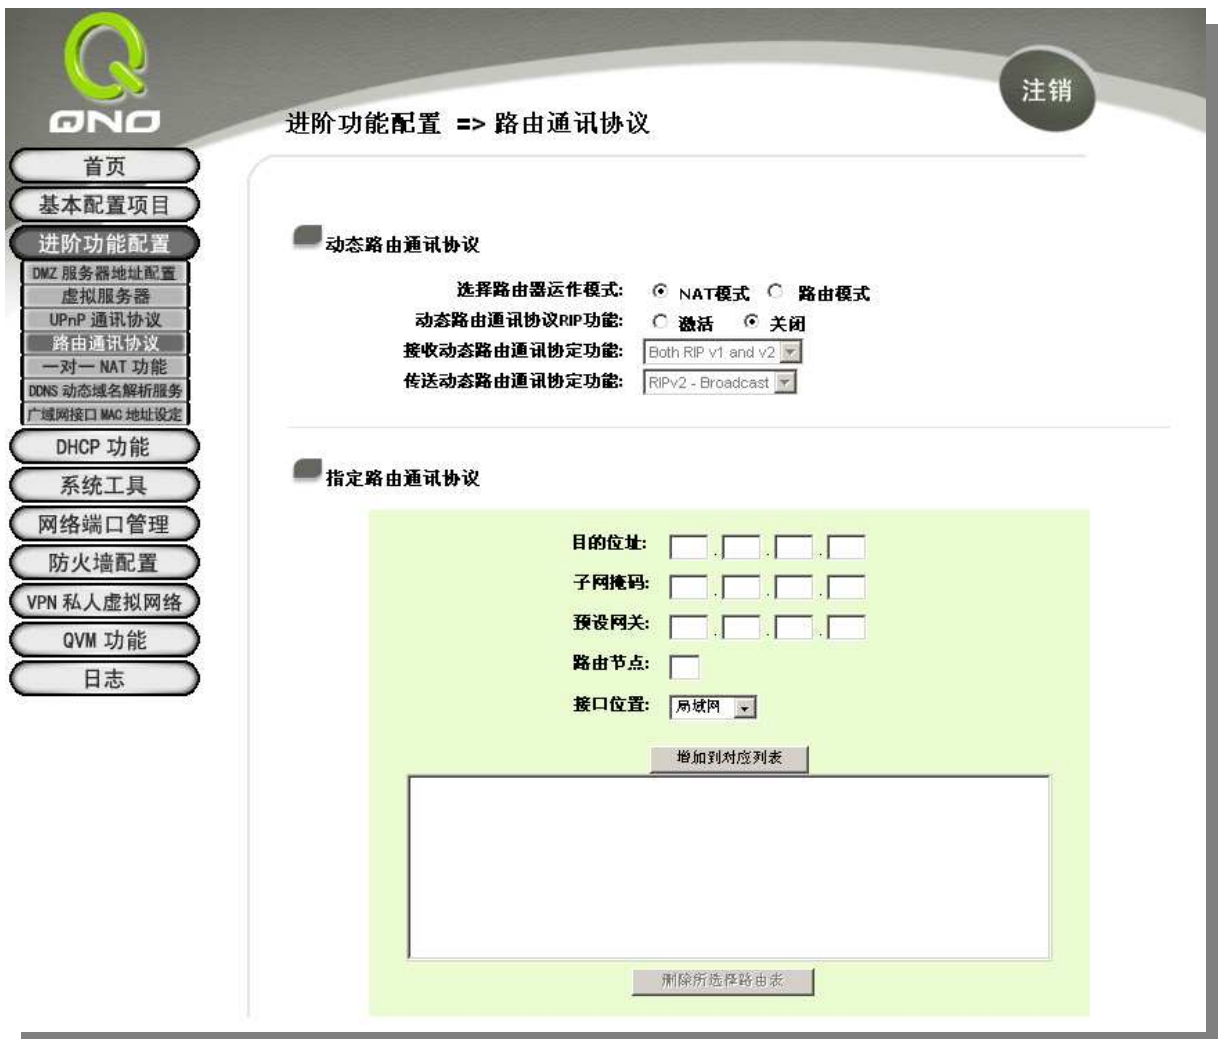 QNO
注销
进阶功能配置 => 路由通讯协议
首页
基本配置项目
进阶功能配置
DMZ 服务器地址配置
虚拟服务器
UPnP 通讯协议
路由通讯协议
一对一 NAT 功能
DDNS 动态域名解析服务
广域网接口 MAC 地址设定
DHCP 功能
系统工具
网络端口管理
防火墙配置
VPN 私人虚拟网络
QVM 功能
日志
动态路由通讯协议
选择路由器运作模式: NAT模式 路由模式
动态路由通讯协议RIP功能: 激活 关闭
接收动态路由通讯协定功能: Both RIP v1 and v2
传送动态路由通讯协定功能: RIPv2 - Broadcast
指定路由通讯协议
目的位址: . . .
子网掩码: . . .
预设网关: . . .
路由节点:
接口位置: 局域网
增加到对应列表
删除所选择路由表